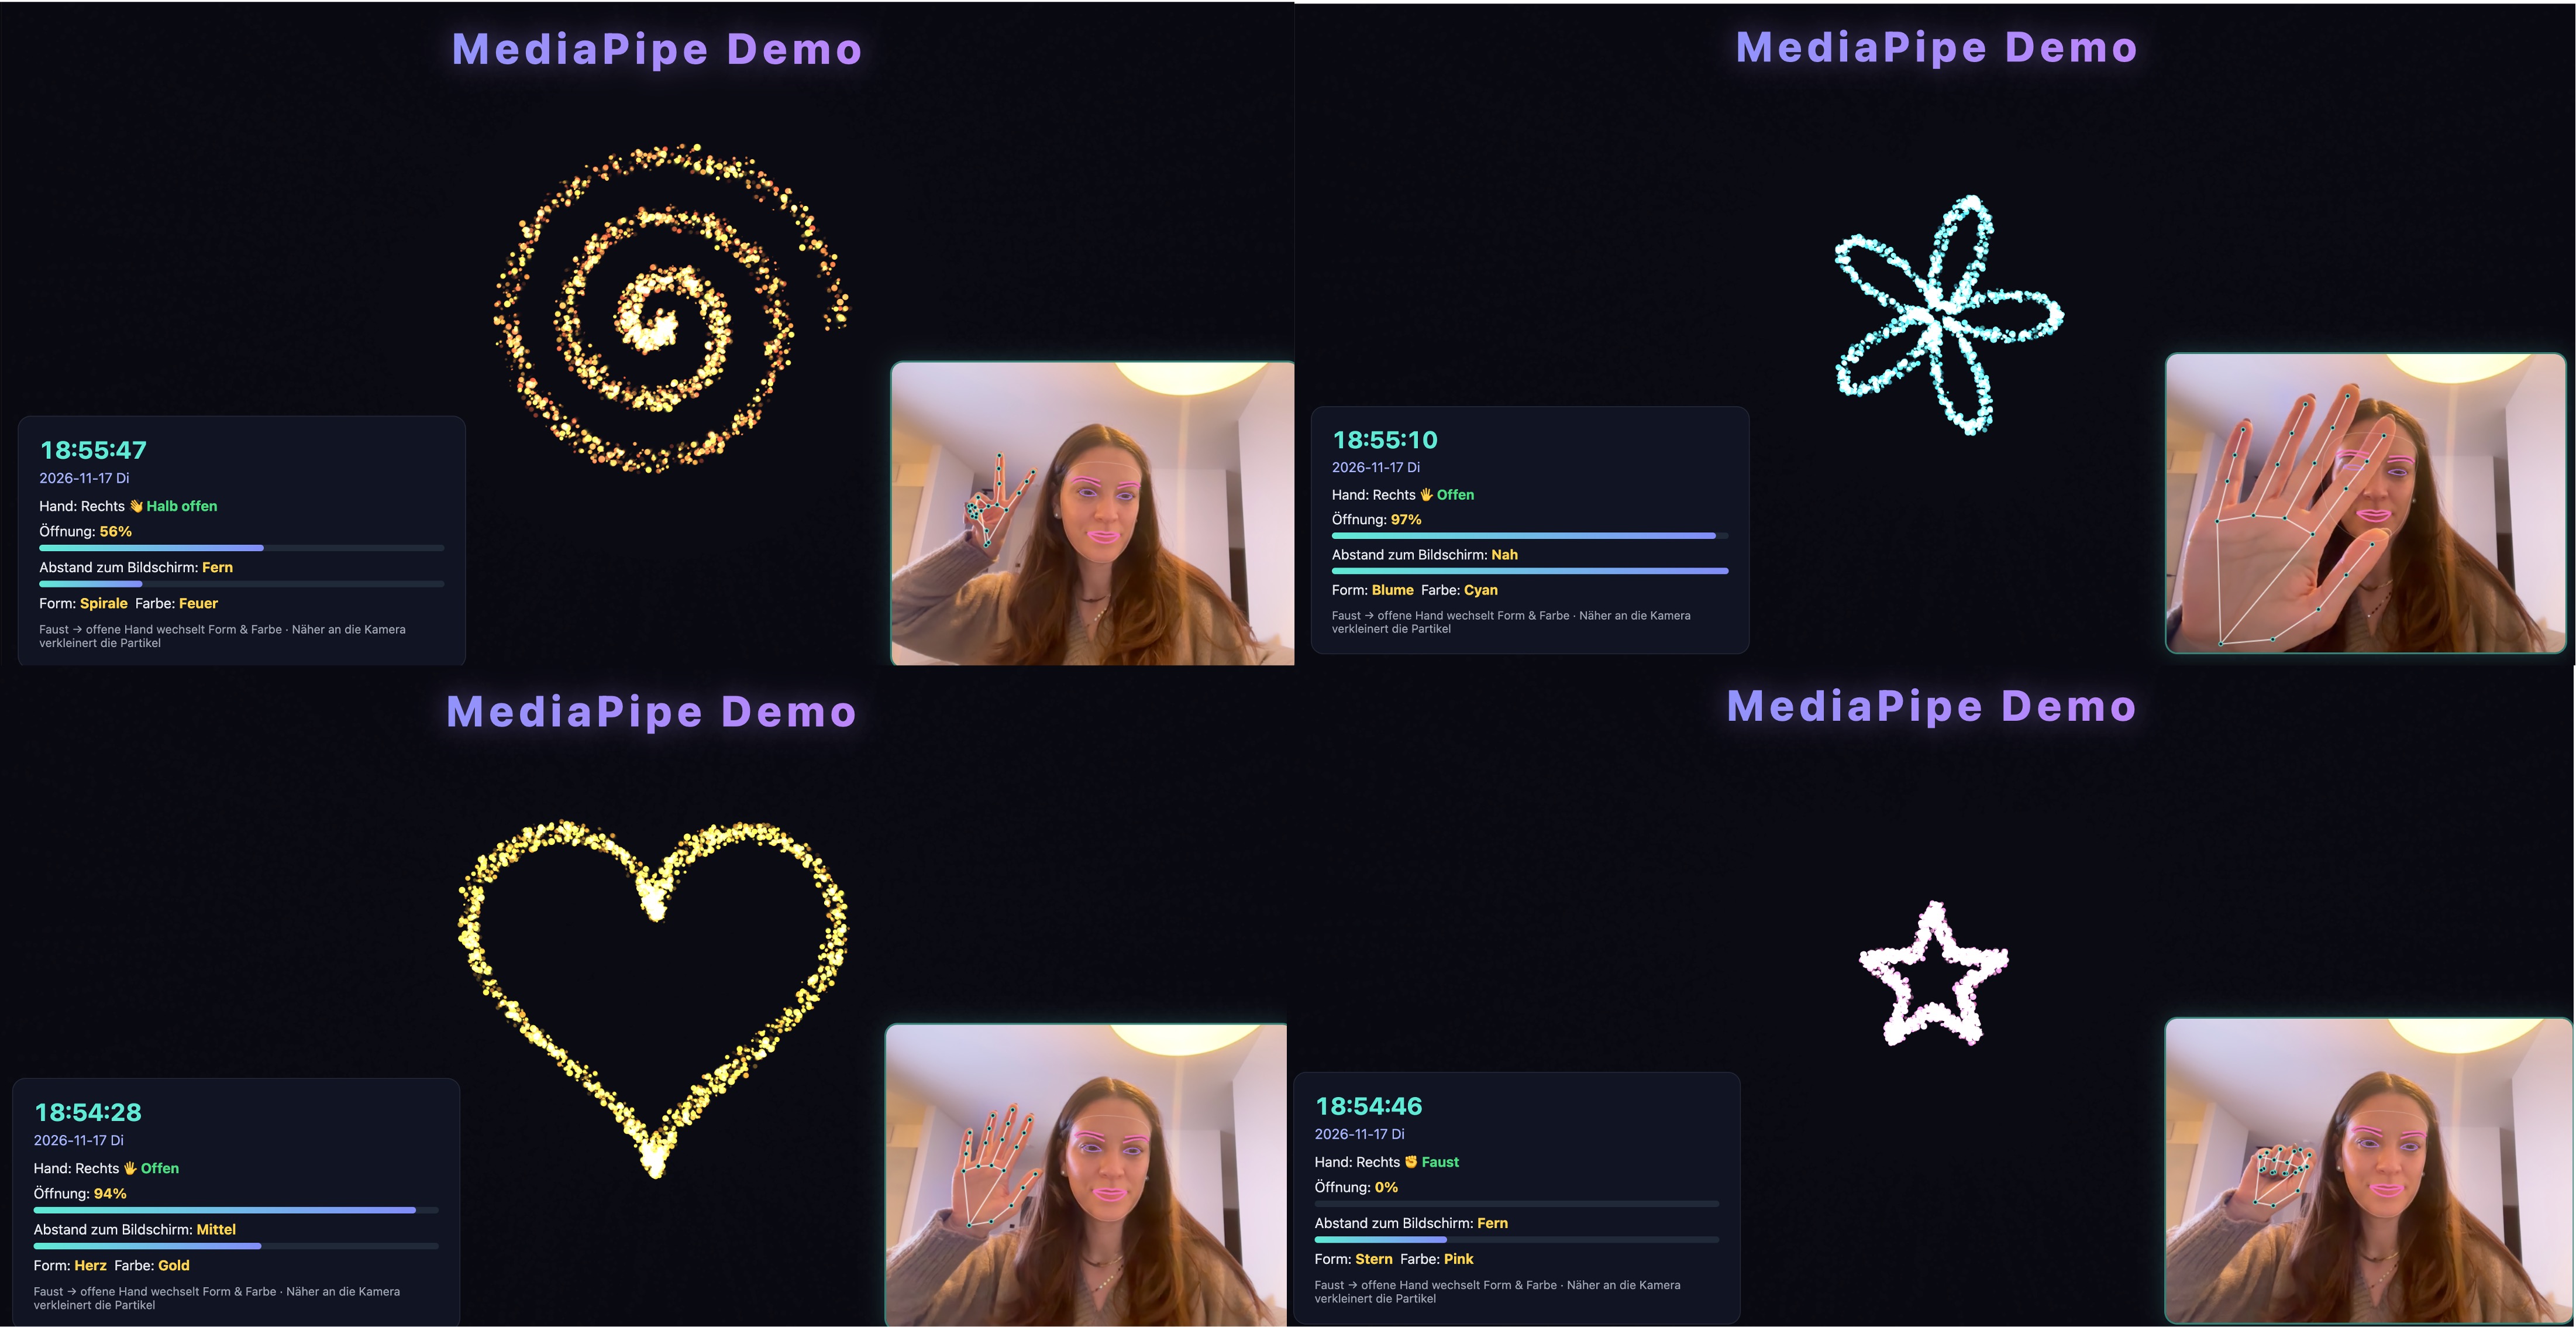 MediaPipe Demo
18:55:47
2026-11-17 Di
Hand: Rechts 👋 Halb offen
Öffnung: 56%
Abstand zum Bildschirm: Fern
Form: Spirale Farbe: Feuer
Faust → offene Hand wechselt Form & Farbe · Näher an die Kamera
verkleinert die Partikel
MediaPipe Demo
18:55:10
2026-11-17 Di
Hand: Rechts 🖐 Offen
Öffnung: 97%
Abstand zum Bildschirm: Nah
Form: Blume Farbe: Cyan
Faust → offene Hand wechselt Form & Farbe · Näher an die Kamera
verkleinert die Partikel
MediaPipe Demo
18:54:28
2026-11-17 Di
Hand: Rechts 🖐 Offen
Öffnung: 94%
Abstand zum Bildschirm: Mittel
Form: Herz Farbe: Gold
Faust → offene Hand wechselt Form & Farbe · Näher an die Kamera
verkleinert die Partikel
MediaPipe Demo
18:54:46
2026-11-17 Di
Hand: Rechts ✊ Faust
Öffnung: 0%
Abstand zum Bildschirm: Fern
Form: Stern Farbe: Pink
Faust → offene Hand wechselt Form & Farbe · Näher an die Kamera
verkleinert die Partikel